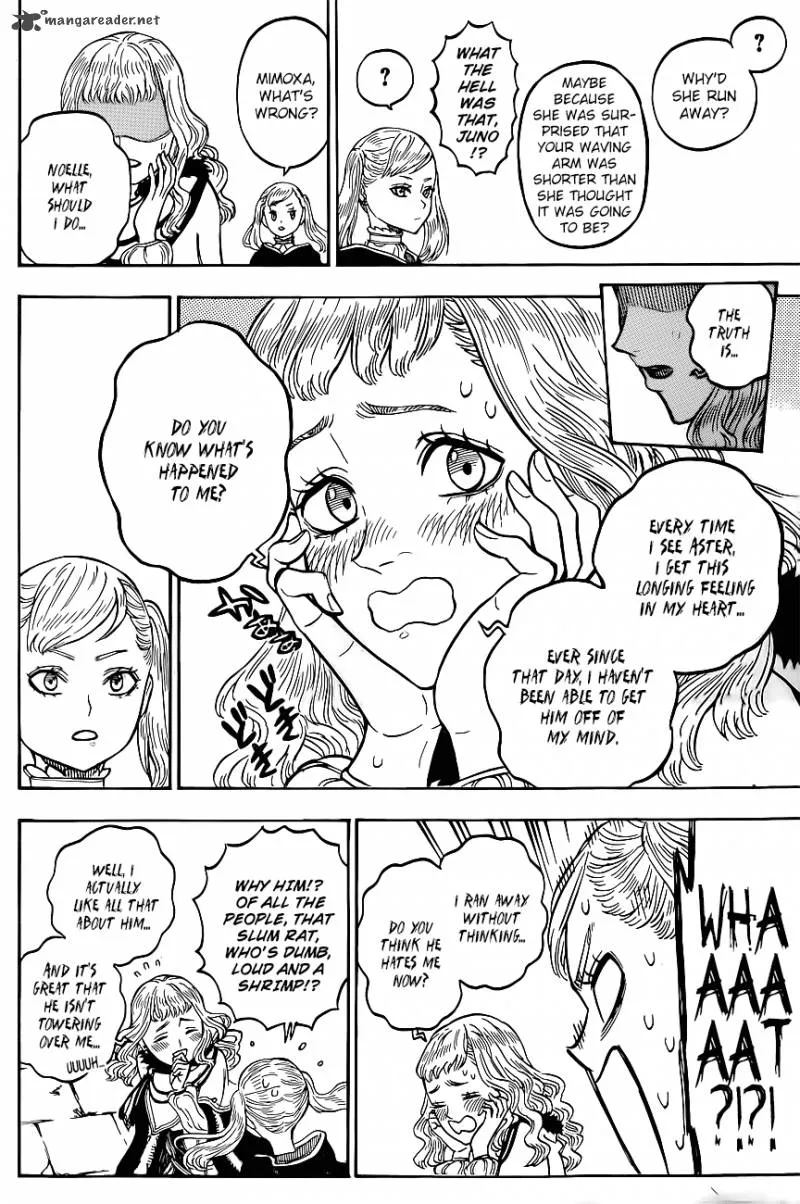 mangareader.net
?
WHY'D
SHE RUN
AWAY?
MAYBE
BECAUSE
SHE WAS SUR-
PRISED THAT
YOUR WAVING
ARM WAS
SHORTER THAN
SHE THOUGHT
IT WAS GOING
TO BE?
WHAT
THE
HELL
WAS
THAT,
JUNO
!?
?
MIMOXA,
WHAT'S
WRONG?
NOELLE,
WHAT
SHOULD
I DO...
THE
TRUTH
IS...
EVERY TIME
I SEE ASTER,
I GET THIS
LONGING FEELING
IN MY HEART...
EVER SINCE
THAT DAY, I HAVEN'T
BEEN ABLE TO GET
HIM OFF OF
MY MIND.
DO YOU
KNOW WHAT'S
HAPPENED
TO ME?
どき
どき
WHA
AAA
AAT
?!?!
I RAN AWAY
WITHOUT
THINKING...
DO YOU
THINK HE
HATES ME
NOW?
WHY HIM!?
OF ALL THE
PEOPLE, THAT
SLUM RAT,
WHO'S DUMB,
LOUD AND A
SHRIMP!?
WELL, I
ACTUALLY
LIKE ALL THAT
ABOUT HIM...
AND IT'S
GREAT THAT
HE ISN'T
TOWERING
OVER ME...
UUUUH...